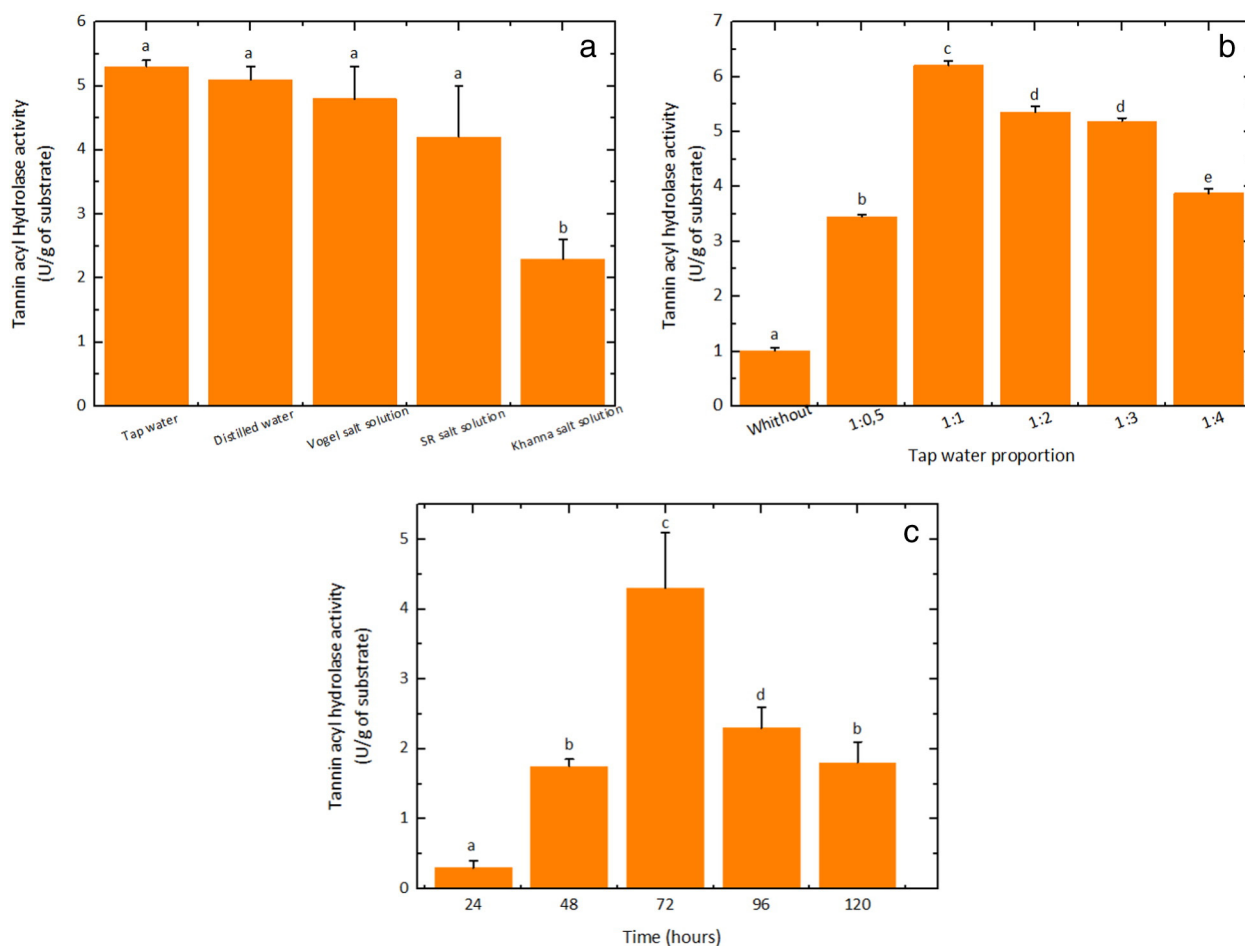 a
Tannin acyl Hydrolase activity
(U/g of substrate)
6
5
4
3
2
1
0
a
a
a
a
b
Tap water
Distilled water
Vogel salt solution
SR salt solution
Khanna salt solution
b
Tannin acyl hydrolase activity
(U/g of substrate)
7
6
5
4
3
2
1
0
a
b
c
d
d
e
Whithout
1:0,5
1:1
1:2
1:3
1:4
Tap water proportion
c
Tannin acyl hydrolase activity
(U/g of substrate)
5
4
3
2
1
0
a
b
c
d
b
24
48
72
96
120
Time (hours)